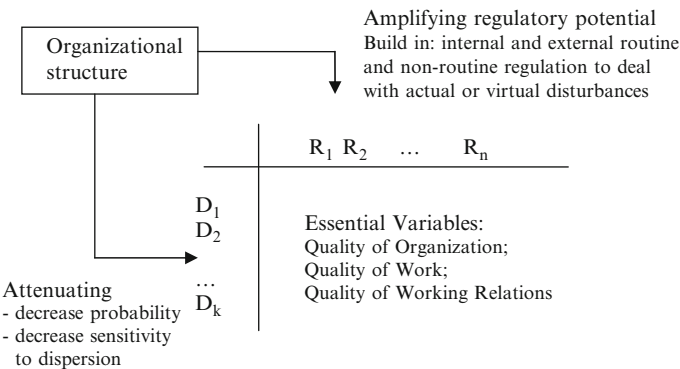 Organizational
structure
Amplifying regulatory potential
Build in: internal and external routine
and non-routine regulation to deal
with actual or virtual disturbances
R₁ R₂ … Rₙ
D₁
D₂
…
Dₖ
Essential Variables:
Quality of Organization;
Quality of Work;
Quality of Working Relations
Attenuating
- decrease probability
- decrease sensitivity
to dispersion